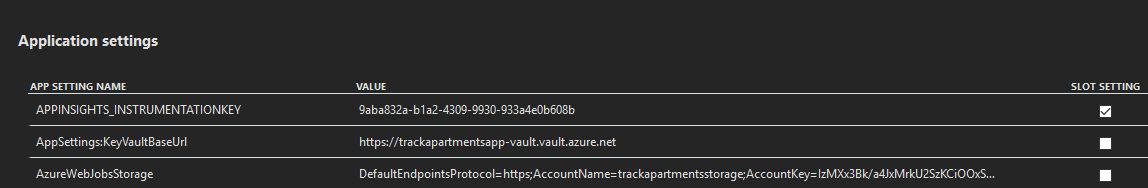 Application settings
APP SETTING NAME VALUE SLOT SETTING
APPINSIGHTS_INSTRUMENTATIONKEY 9aba832a-b1a2-4309-9930-933a4e0b608b
AppSettings:KeyVaultBaseUrl https://trackapartmentsapp-vault.vault.azure.net
AzureWebJobsStorage DefaultEndpointsProtocol=https;AccountName=trackapartmentsstorage;AccountKey=IzMXx3Bk/a4JxMrkU2SzKCiOOxS...